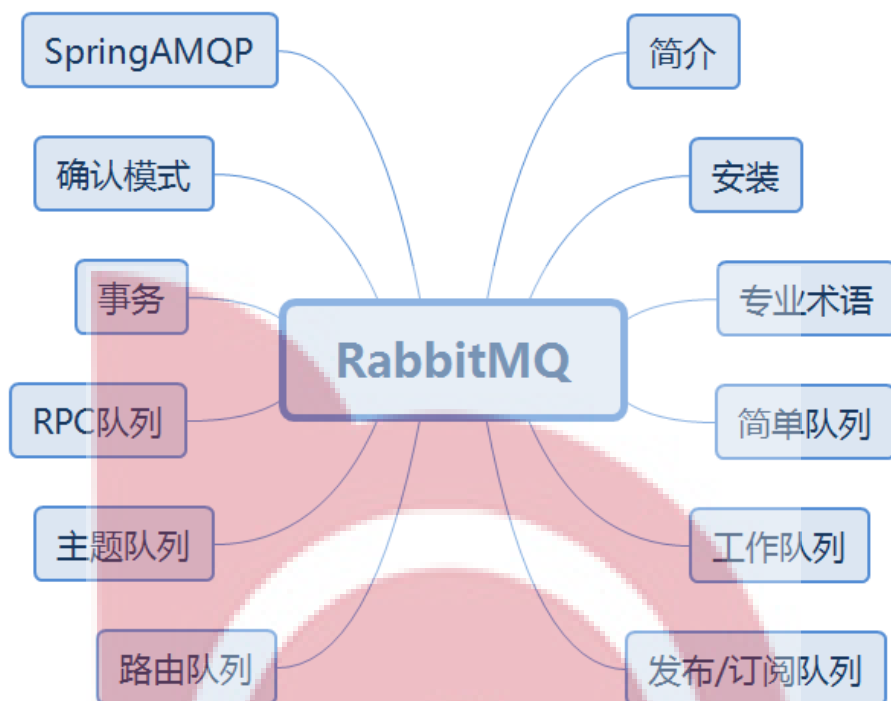 SpringAMQP
简介
确认模式
安装
事务
专业术语
RabbitMQ
RPC队列
简单队列
主题队列
工作队列
路由队列
发布/订阅队列